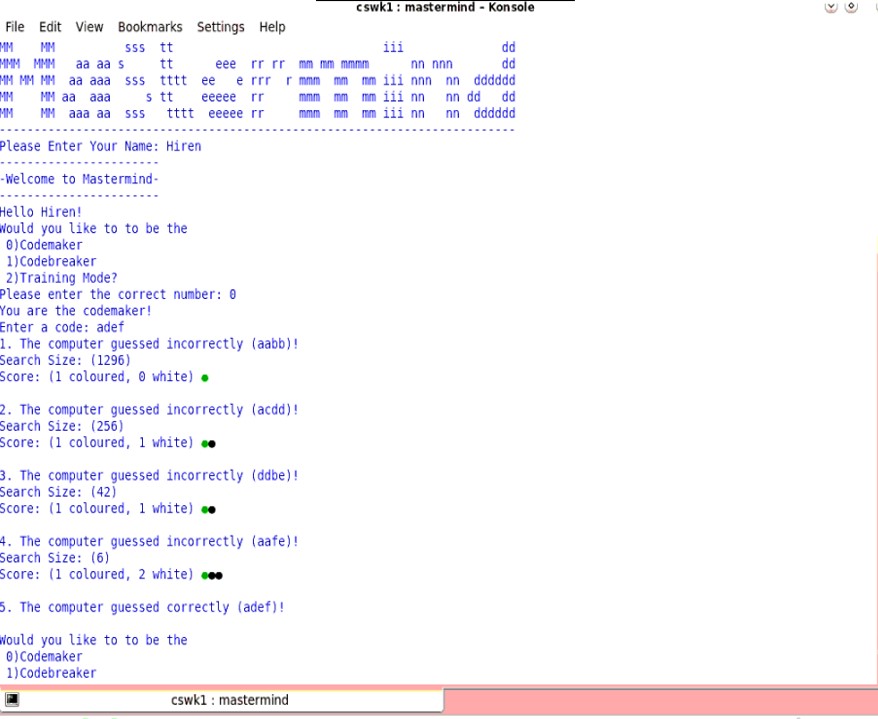 cswk1 : mastermind – Konsole
File Edit View Bookmarks Settings Help
MM    MM          sss  tt                              iii              dd
MMM  MMM   aa aa s     tt      eee  rr rr  mm mm mmmm      nn nnn       dd
MM MM MM  aa aaa  sss  tttt  ee   e rrr  r mmm  mm  mm iii nnn  nn  dddddd
MM    MM aa  aaa     s tt    eeeee  rr     mmm  mm  mm iii nn   nn dd   dd
MM    MM  aaa aa  sss   tttt  eeeee rr     mmm  mm  mm iii nn   nn  dddddd
--------------------------------------------------------------------------
Please Enter Your Name: Hiren
-----------------------
-Welcome to Mastermind-
-----------------------
Hello Hiren!
Would you like to to be the
0)Codemaker
1)Codebreaker
2)Training Mode?
Please enter the correct number: 0
You are the codemaker!
Enter a code: adef
1. The computer guessed incorrectly (aabb)!
Search Size: (1296)
Score: (1 coloured, 0 white) ●
2. The computer guessed incorrectly (acdd)!
Search Size: (256)
Score: (1 coloured, 1 white) ●●
3. The computer guessed incorrectly (ddbe)!
Search Size: (42)
Score: (1 coloured, 1 white) ●●
4. The computer guessed incorrectly (aafe)!
Search Size: (6)
Score: (1 coloured, 2 white) ●●●
5. The computer guessed correctly (adef)!
Would you like to to be the
0)Codemaker
1)Codebreaker
cswk1 : mastermind